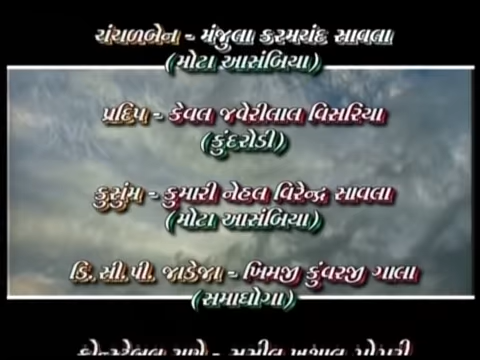 ચંચળબેન - મંજુલા કરમચંદ સાવલા
(મોટા આસંબિયા)
પ્રદિપ - કેવલ જવેરીલાલ વિસરિયા
(કુંદરોડી)
કુસુંમ - કુમારી નેહલ વિરેન્દ્ર સાવલા
(મોટા આસંબિયા)
ડિ.સી.પી. જાડેજા - ખિમજી કુંવરજી ગાલા
(સમાઘોગા)